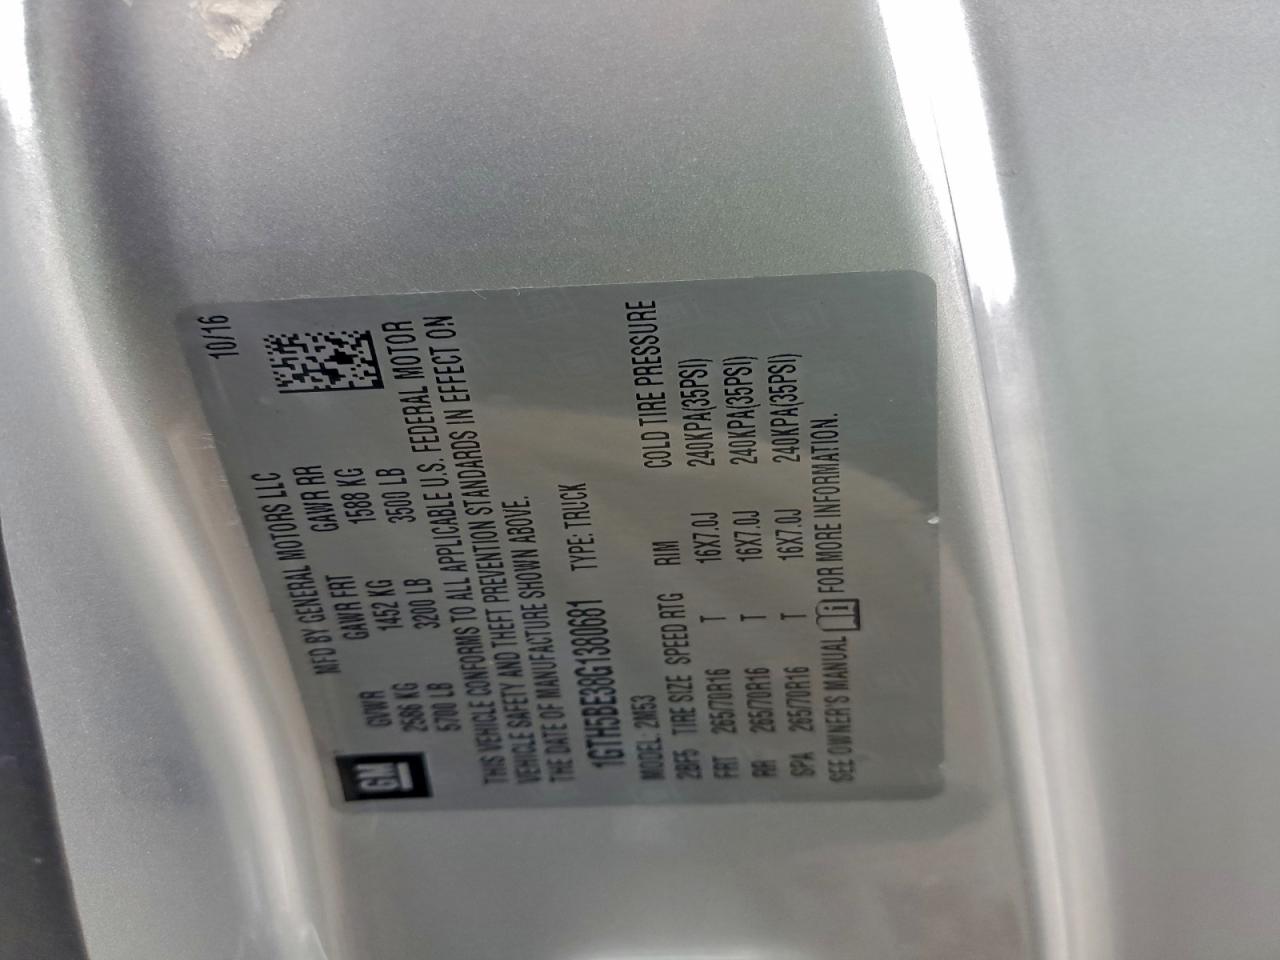 GM
MFD BY GENERAL MOTORS LLC 10/16
GVWR GAWR FRT GAWR RR
2586 KG 1452 KG 1588 KG
5700 LB 3200 LB 3500 LB
THIS VEHICLE CONFORMS TO ALL APPLICABLE U.S. FEDERAL MOTOR
VEHICLE SAFETY AND THEFT PREVENTION STANDARDS IN EFFECT ON
THE DATE OF MANUFACTURE SHOWN ABOVE.
1GTH5BE38G1380681 TYPE: TRUCK
MODEL: 2M53
2BF5 TIRE SIZE SPEED RTG RIM COLD TIRE PRESSURE
FRT 265/70R16 T 16X7.0J 240KPA(35PSI)
RR 265/70R16 T 16X7.0J 240KPA(35PSI)
SPA 265/70R16 T 16X7.0J 240KPA(35PSI)
SEE OWNER'S MANUAL i FOR MORE INFORMATION.